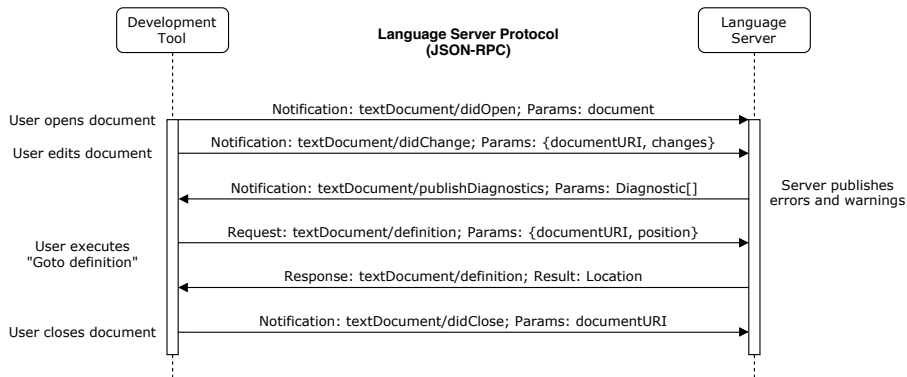 Development
Tool
Language Server Protocol
(JSON-RPC)
Language
Server
User opens document
Notification: textDocument/didOpen; Params: document
User edits document
Notification: textDocument/didChange; Params: {documentURI, changes}
Notification: textDocument/publishDiagnostics; Params: Diagnostic[]
Server publishes
errors and warnings
User executes
"Goto definition"
Request: textDocument/definition; Params: {documentURI, position}
Response: textDocument/definition; Result: Location
User closes document
Notification: textDocument/didClose; Params: documentURI